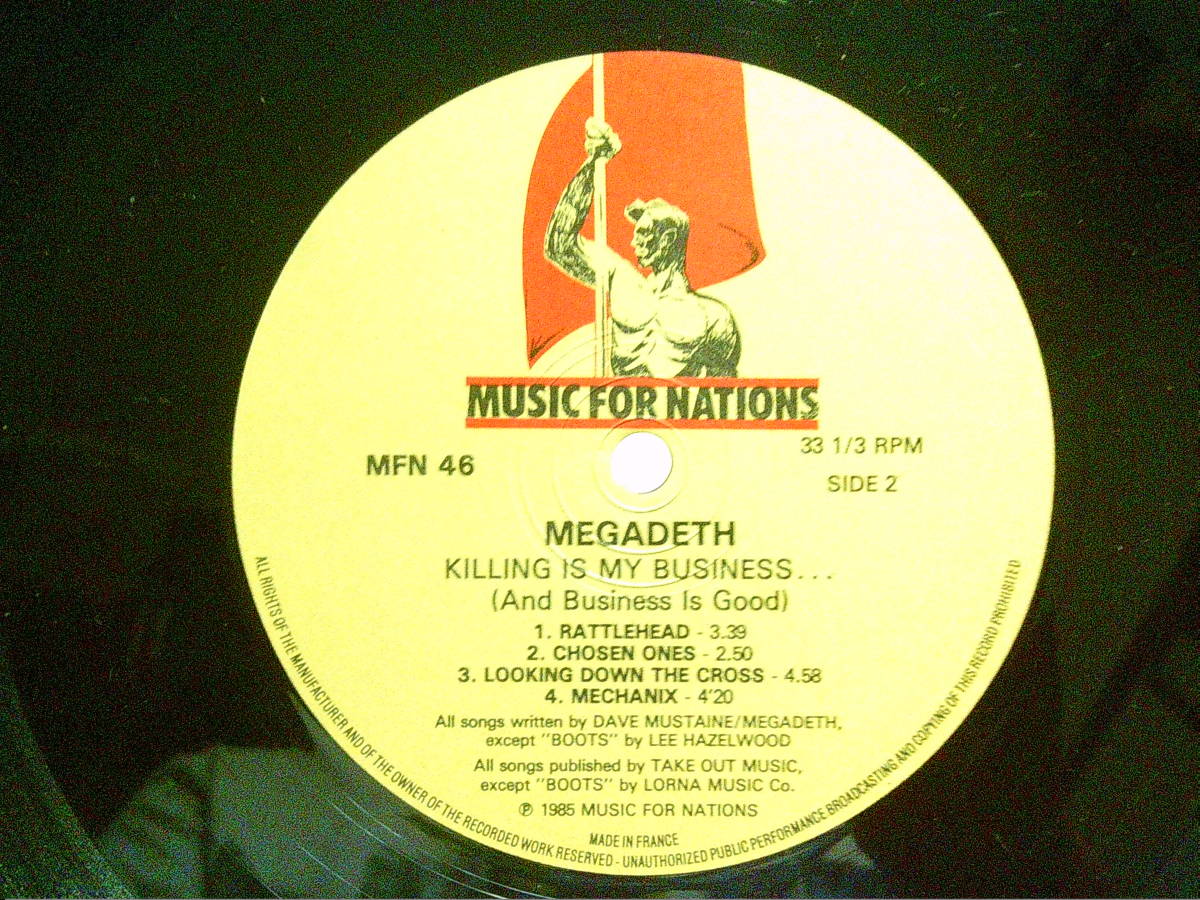 MUSIC FOR NATIONS
MFN 46
33 1/3 RPM
SIDE 2
MEGADETH
KILLING IS MY BUSINESS...
(And Business Is Good)
1. RATTLEHEAD - 3.39
2. CHOSEN ONES - 2.50
3. LOOKING DOWN THE CROSS - 4.58
4. MECHANIX - 4'20
All songs written by DAVE MUSTAINE/MEGADETH,
except "BOOTS" by LEE HAZELWOOD
All songs published by TAKE OUT MUSIC,
except "BOOTS" by LORNA MUSIC Co.
℗ 1985 MUSIC FOR NATIONS
MADE IN FRANCE
ALL RIGHTS OF THE MANUFACTURER AND OF THE OWNER OF THE RECORDED WORK RESERVED - UNAUTHORIZED PUBLIC PERFORMANCE BROADCASTING AND COPYING OF THIS RECORD PROHIBITED